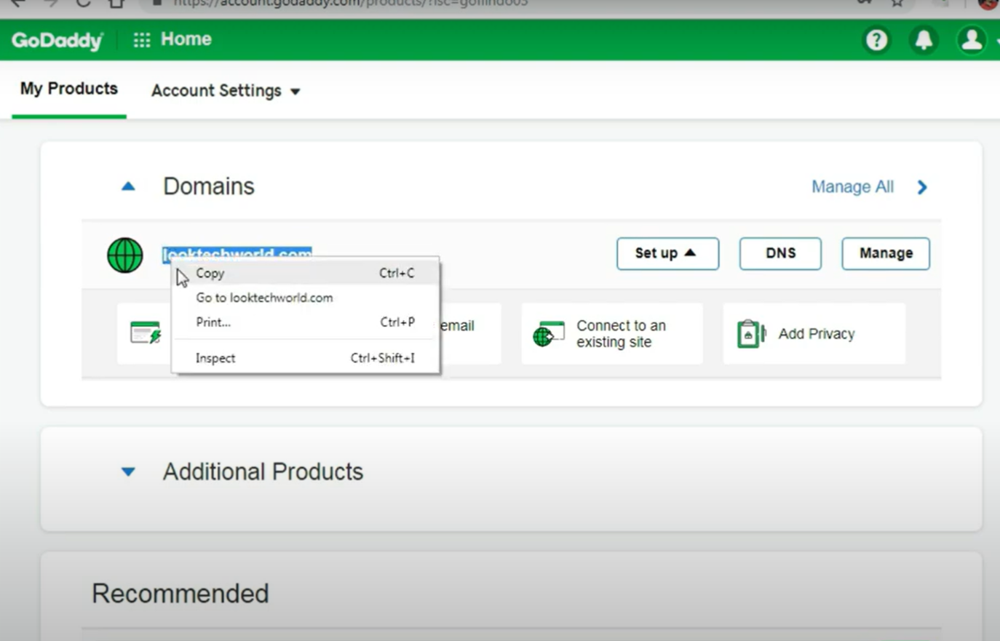 https://account.godaddy.com/products/?isc=gofiindo03
GoDaddy
Home
My Products
Account Settings
Domains
Manage All
looktechworld.com
Set up
DNS
Manage
Copy Ctrl+C
Go to looktechworld.com
Print... Ctrl+P
Inspect Ctrl+Shift+I
email
Connect to an
existing site
Add Privacy
Additional Products
Recommended